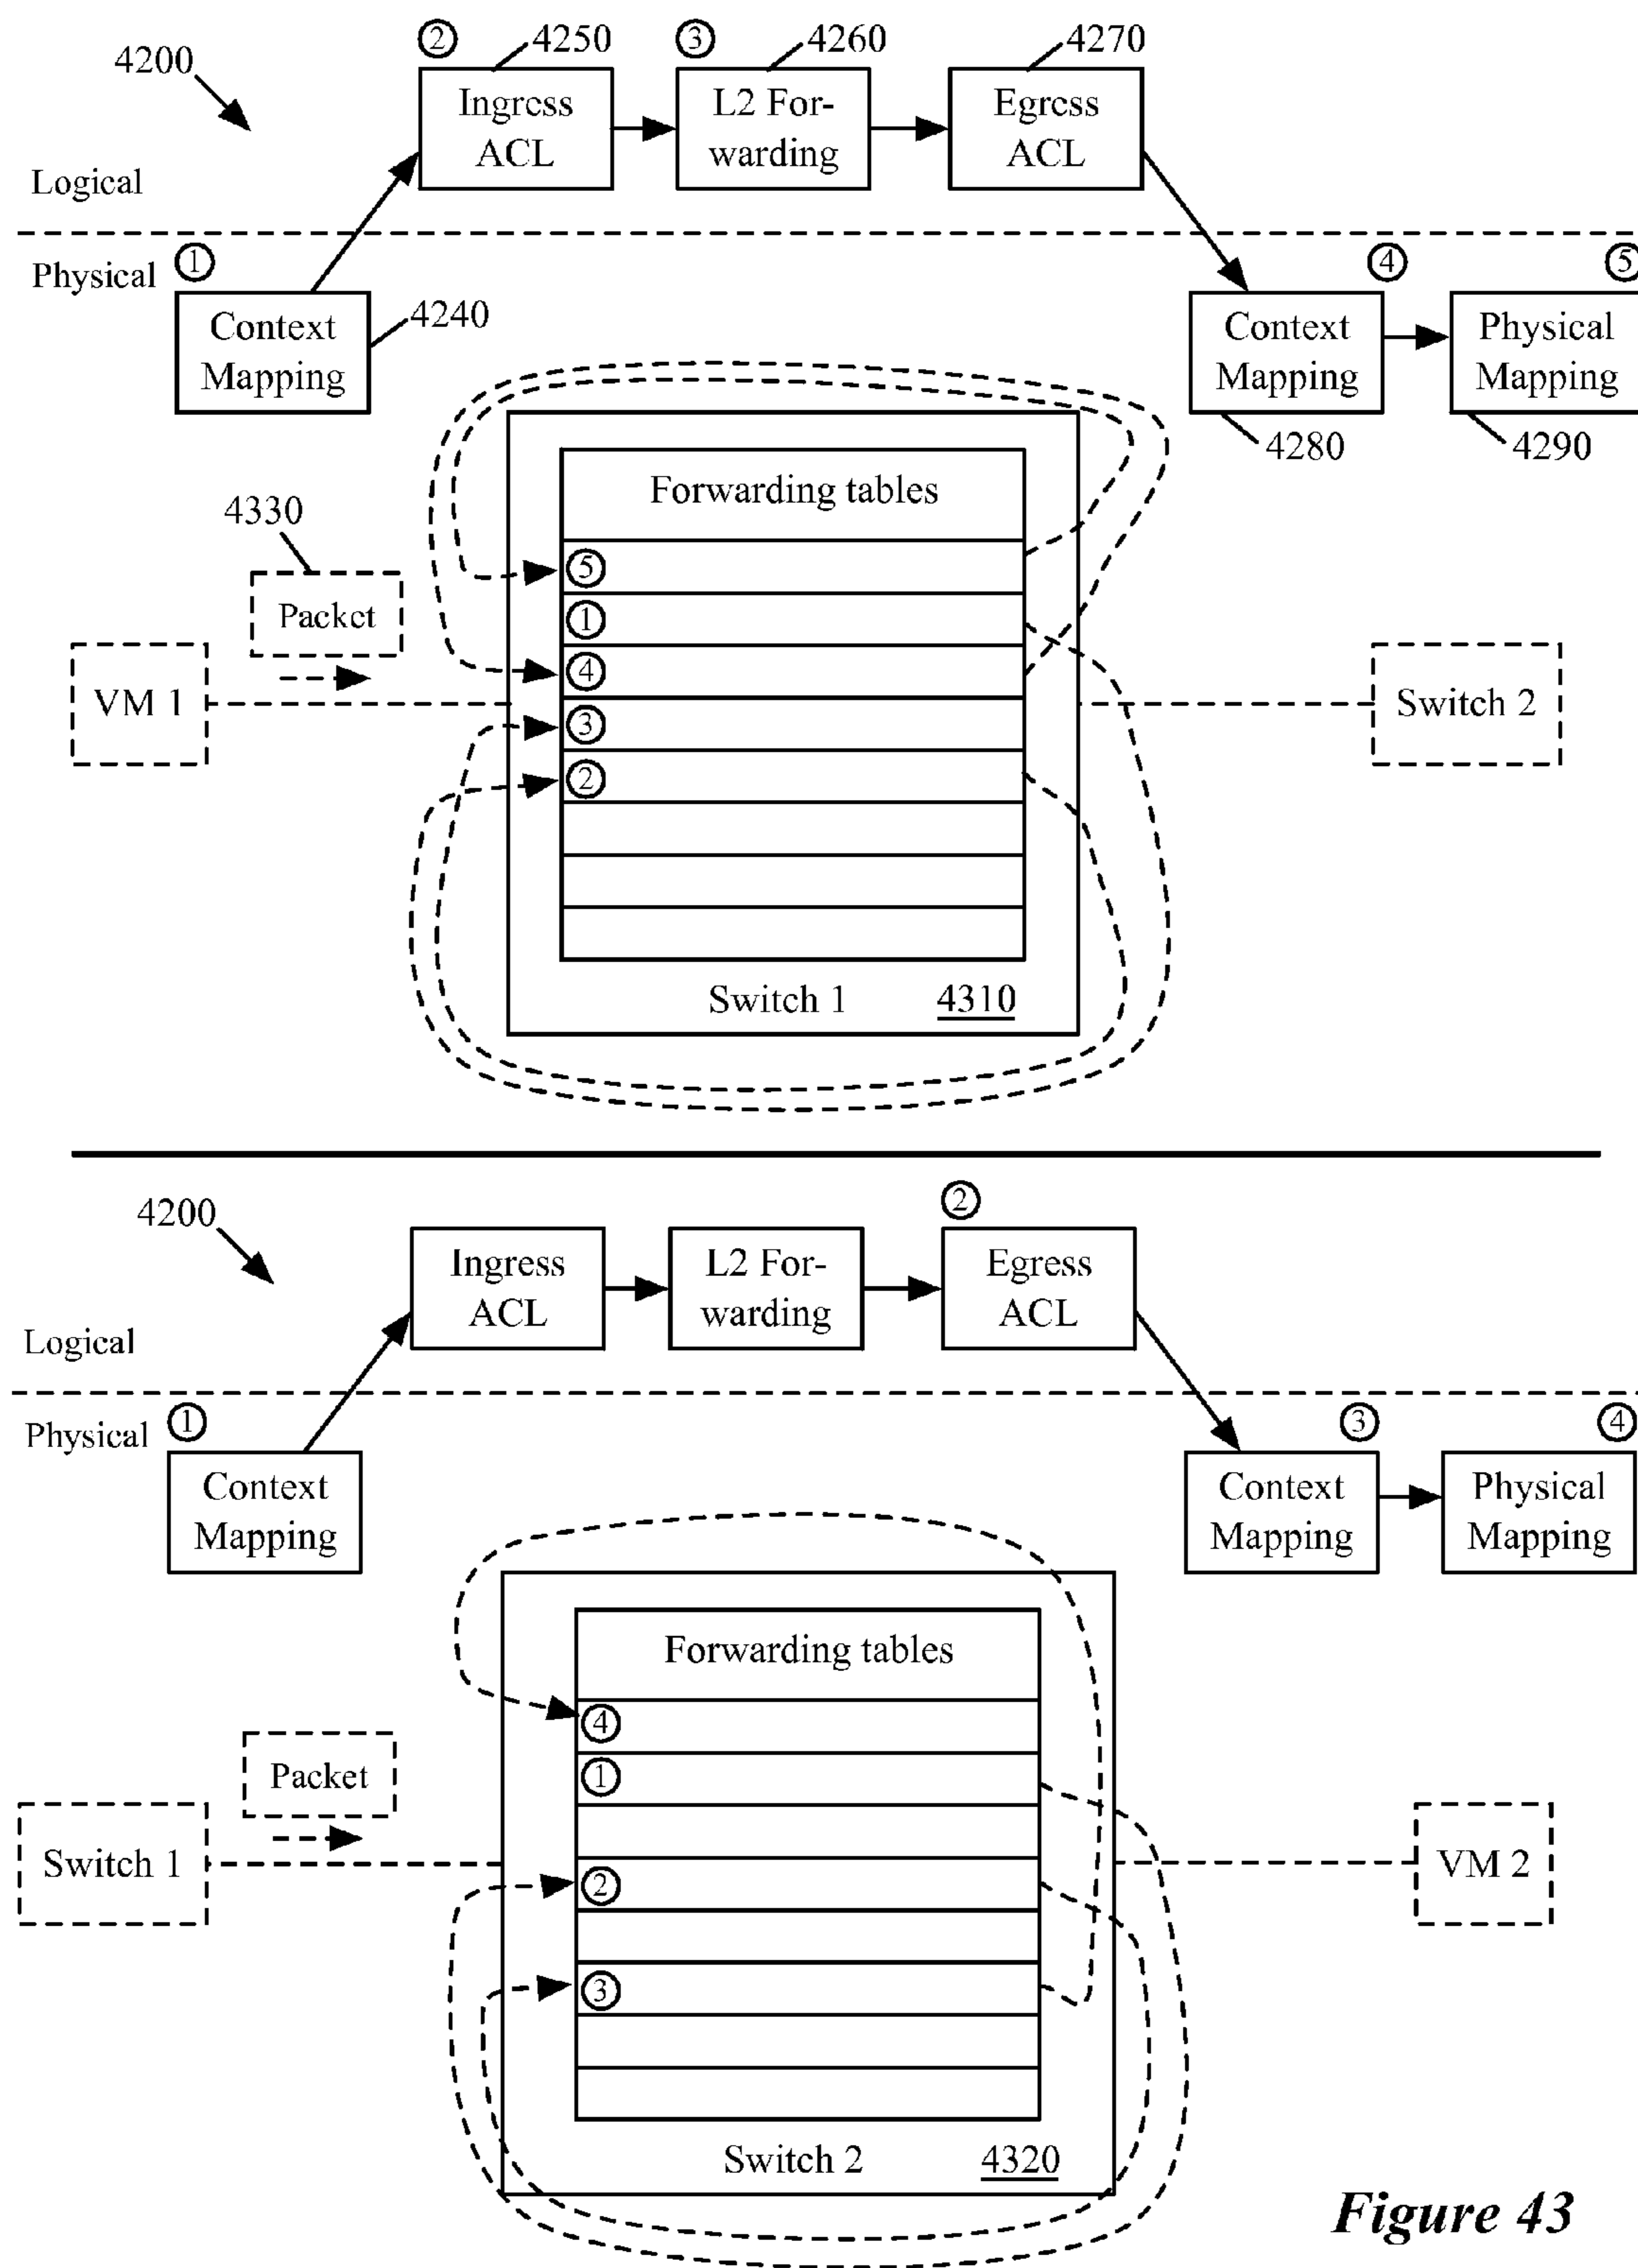 ② 4250 ③ 4260 4270
4200
Ingress
ACL
L2 For-
warding
Egress
ACL
Logical
Physical
①
④
⑤
Context
Mapping
4240
Context
Mapping
Physical
Mapping
4280
4290
Forwarding tables
4330
Packet
⑤
①
④
③
②
VM 1
Switch 2
Switch 1 4310
②
4200
Ingress
ACL
L2 For-
warding
Egress
ACL
Logical
Physical
①
③
④
Context
Mapping
Context
Mapping
Physical
Mapping
Forwarding tables
④
①
②
③
Packet
Switch 1
VM 2
Switch 2 4320
Figure 43